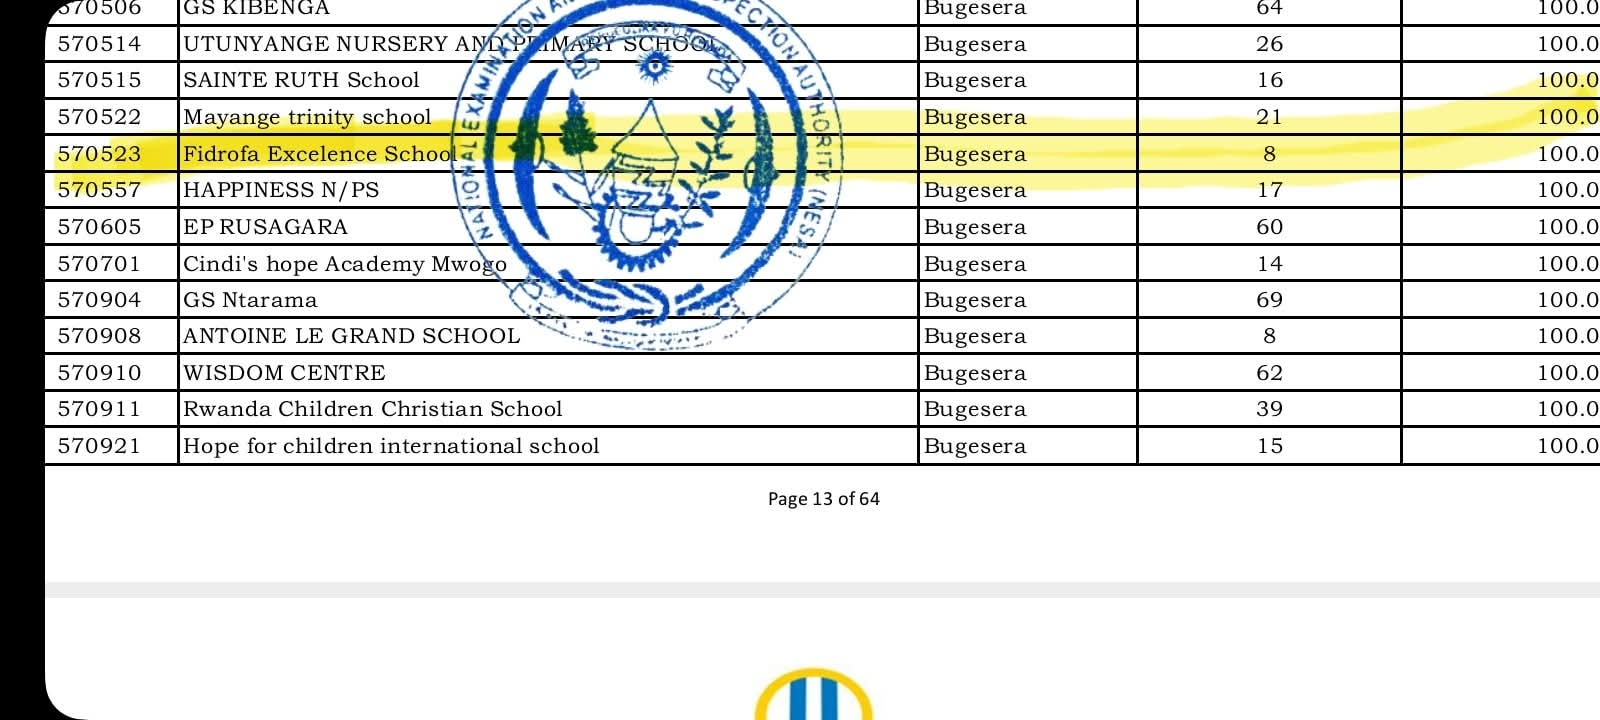 570506 GS KIBENGA Bugesera 64 100.0
570514 UTUNYANGE NURSERY AND PRIMARY SCHOOL Bugesera 26 100.0
570515 SAINTE RUTH School Bugesera 16 100.0
570522 Mayange trinity school Bugesera 21 100.0
570523 Fidrofa Excelence School Bugesera 8 100.0
570557 HAPPINESS N/PS Bugesera 17 100.0
570605 EP RUSAGARA Bugesera 60 100.0
570701 Cindi's hope Academy Mwogo Bugesera 14 100.0
570904 GS Ntarama Bugesera 69 100.0
570908 ANTOINE LE GRAND SCHOOL Bugesera 8 100.0
570910 WISDOM CENTRE Bugesera 62 100.0
570911 Rwanda Children Christian School Bugesera 39 100.0
570921 Hope for children international school Bugesera 15 100.0
NATIONAL EXAMINATION AUTHORITY (NESA)
Page 13 of 64